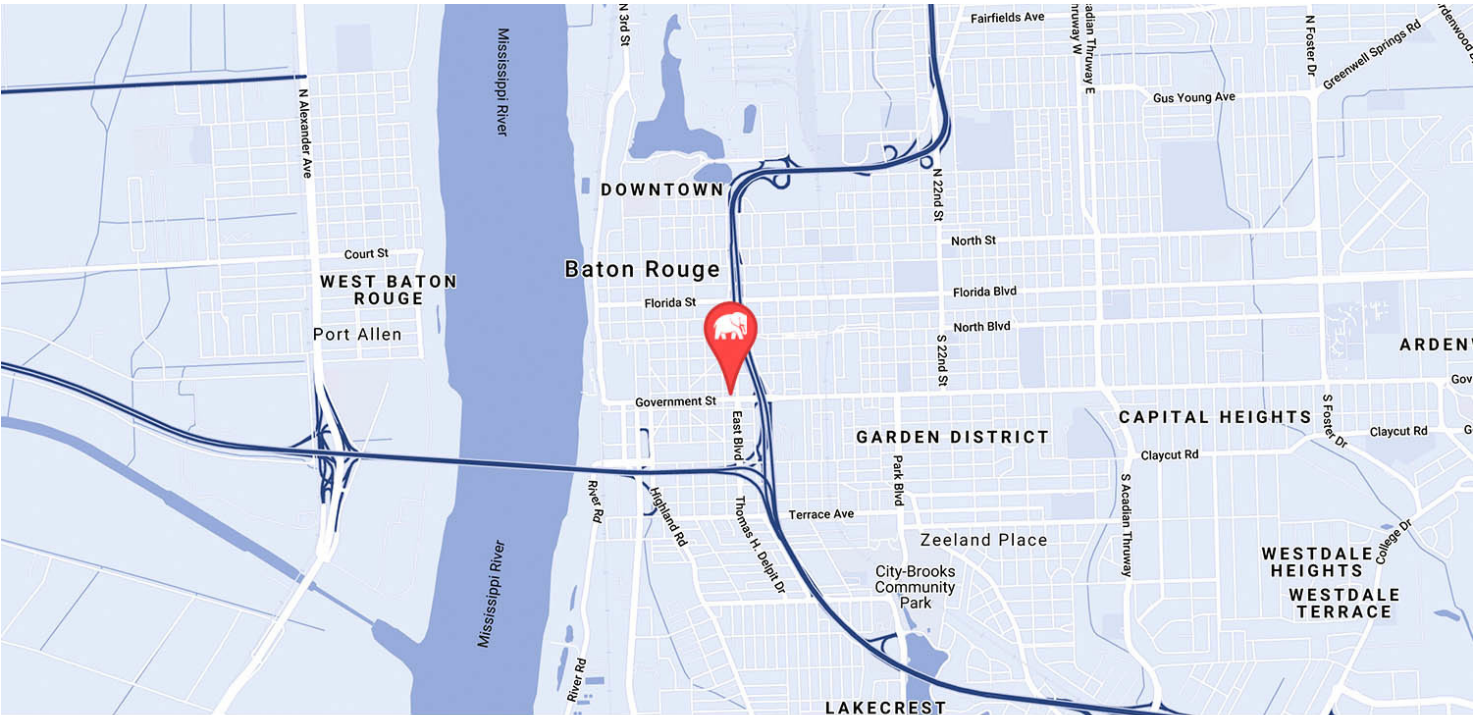 N 3rd St
Fairfields Ave
N Foster Dr
Greenwell Springs Rd
Mississippi River
N Alexander Ave
Gus Young Ave
DOWNTOWN
N 22nd St
North St
Court St
WEST BATON
ROUGE
Baton Rouge
Florida St
Florida Blvd
Port Allen
North Blvd
S 22nd St
Government St
East Blvd
GARDEN DISTRICT
CAPITAL HEIGHTS
S Foster Dr
Claycut Rd
Claycut Rd
Park Blvd
River Rd
Highland Rd
Thomas H. Delpit Dr
Terrace Ave
S Acadian Thruway
Zeeland Place
College Dr
WESTDALE
HEIGHTS
City-Brooks
Community
Park
WESTDALE
TERRACE
Mississippi River
River Rd
LAKECREST